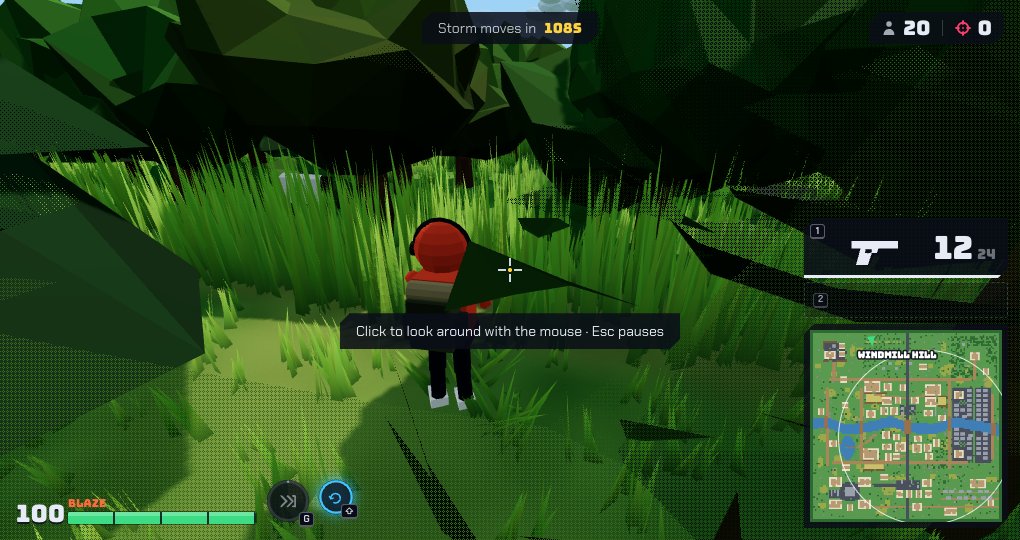 Storm moves in 108S
20 0
1
12 24
2
Click to look around with the mouse · Esc pauses
WINDMILL HILL
BLAZE
100
G